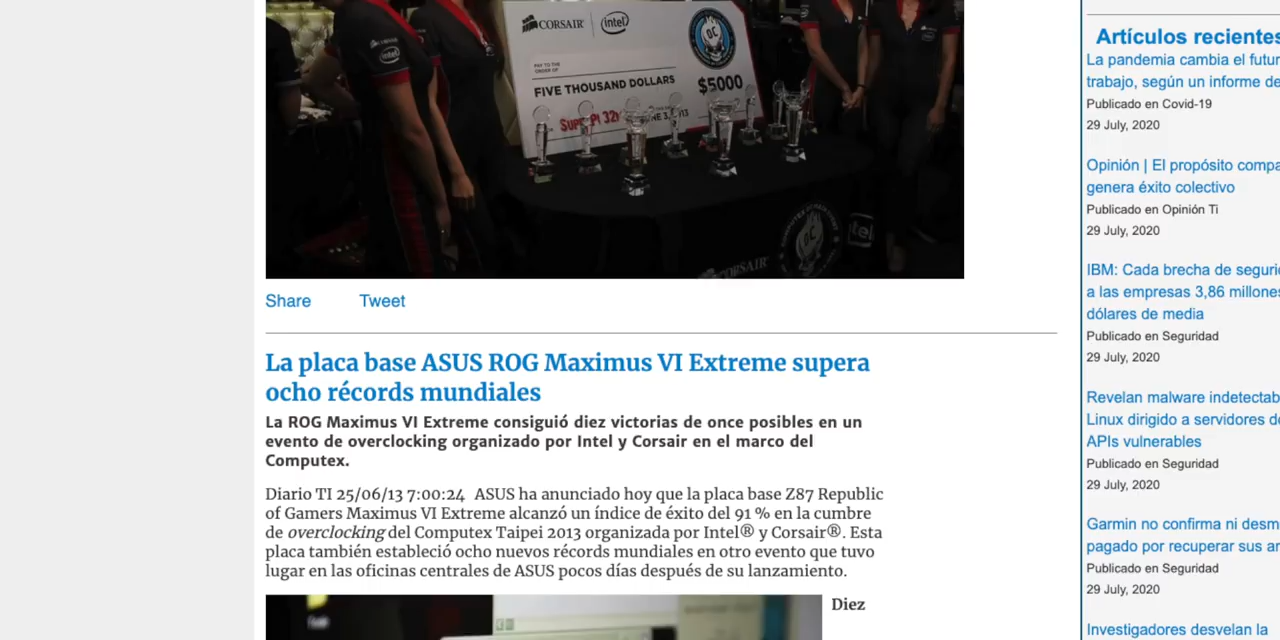 CORSAIR intel
OC
intel
PAY TO THE
ORDER OF
FIVE THOUSAND DOLLARS $5000
CORSAIR
Share Tweet
La placa base ASUS ROG Maximus VI Extreme supera
ocho récords mundiales
La ROG Maximus VI Extreme consiguió diez victorias de once posibles en un
evento de overclocking organizado por Intel y Corsair en el marco del
Computex.
Diario TI 25/06/13 7:00:24 ASUS ha anunciado hoy que la placa base Z87 Republic
of Gamers Maximus VI Extreme alcanzó un índice de éxito del 91 % en la cumbre
de overclocking del Computex Taipei 2013 organizada por Intel® y Corsair®. Esta
placa también estableció ocho nuevos récords mundiales en otro evento que tuvo
lugar en las oficinas centrales de ASUS pocos días después de su lanzamiento.
Diez
Artículos recientes
La pandemia cambia el futur
trabajo, según un informe de
Publicado en Covid-19
29 July, 2020
Opinión | El propósito compa
genera éxito colectivo
Publicado en Opinión Ti
29 July, 2020
IBM: Cada brecha de seguri
a las empresas 3,86 millones
dólares de media
Publicado en Seguridad
29 July, 2020
Revelan malware indetectab
Linux dirigido a servidores d
APIs vulnerables
Publicado en Seguridad
29 July, 2020
Garmin no confirma ni desm
pagado por recuperar sus ar
Publicado en Seguridad
29 July, 2020
Investigadores desvelan la